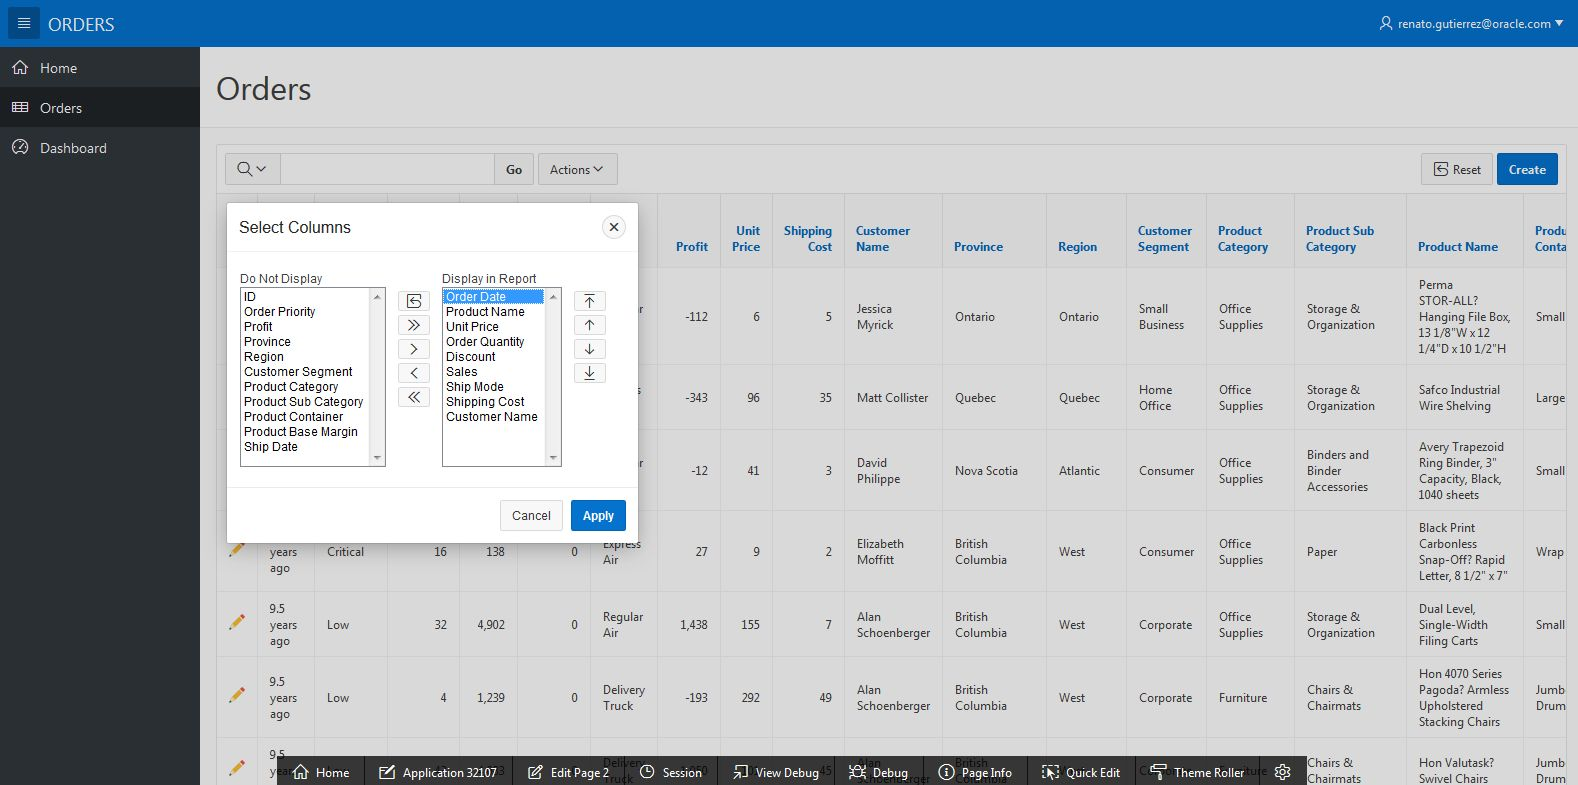 ORDERS
renato.gutierrez@oracle.com
Home
Orders
Dashboard
Orders
Go
Actions
Reset
Create
Select Columns
Do Not Display
ID
Order Priority
Profit
Province
Region
Customer Segment
Product Category
Product Sub Category
Product Container
Product Base Margin
Ship Date
Display in Report
Order Date
Product Name
Unit Price
Order Quantity
Discount
Sales
Ship Mode
Shipping Cost
Customer Name
Cancel
Apply
Profit
Unit
Price
Shipping
Cost
Customer
Name
Province
Region
Customer
Segment
Product
Category
Product Sub
Category
Product Name
Produ
Conta
-112
6
5
Jessica
Myrick
Ontario
Ontario
Small
Business
Office
Supplies
Storage &
Organization
Perma
STOR-ALL?
Hanging File Box,
13 1/8"W x 12
1/4"D x 10 1/2"H
Small
-343
96
35
Matt Collister
Quebec
Quebec
Home
Office
Office
Supplies
Storage &
Organization
Safco Industrial
Wire Shelving
Large
-12
41
3
David
Philippe
Nova Scotia
Atlantic
Consumer
Office
Supplies
Binders and
Binder
Accessories
Avery Trapezoid
Ring Binder, 3"
Capacity, Black,
1040 sheets
Small
years
ago
Critical
16
138
0
Express
Air
27
9
2
Elizabeth
Moffitt
British
Columbia
West
Consumer
Office
Supplies
Paper
Black Print
Carbonless
Snap-Off? Rapid
Letter, 8 1/2" x 7"
Wrap
9.5
years
ago
Low
32
4,902
0
Regular
Air
1,438
155
7
Alan
Schoenberger
British
Columbia
West
Corporate
Office
Supplies
Storage &
Organization
Dual Level,
Single-Width
Filing Carts
Small
9.5
years
ago
Low
4
1,239
0
Delivery
Truck
-193
292
49
Alan
Schoenberger
British
Columbia
West
Corporate
Furniture
Chairs &
Chairmats
Hon 4070 Series
Pagoda? Armless
Upholstered
Stacking Chairs
Jumb
Drum
9.5
Chairs &
Chairmats
Hon Valutask?
Swivel Chairs
Jumb
Drum
Home
Application 32107
Edit Page 2
Session
View Debug
Debug
Page Info
Quick Edit
Theme Roller